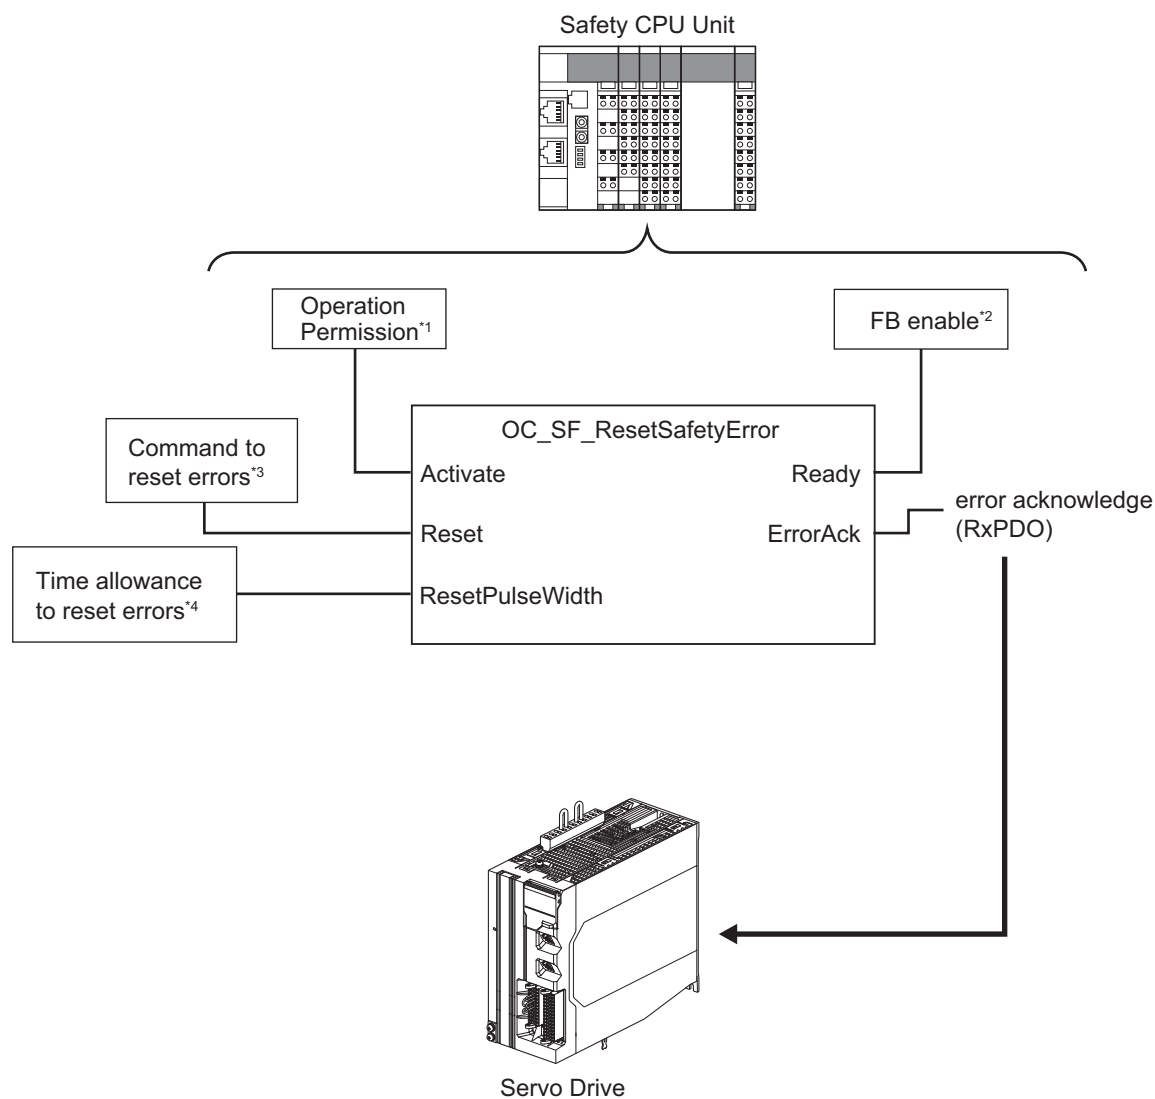 Safety CPU Unit
Operation
Permission*1
FB enable*2
OC_SF_ResetSafetyError
Command to
reset errors*3
Activate
Ready
error acknowledge
(RxPDO)
Reset
ErrorAck
Time allowance
to reset errors*4
ResetPulseWidth
Servo Drive